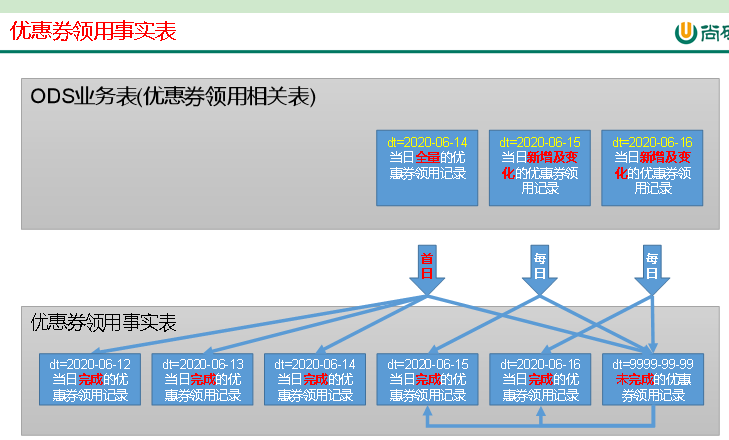 优惠券领用事实表
尚硅
ODS业务表(优惠券领用相关表)
dt=2020-06-14
当日全量的优
惠券领用记录
dt=2020-06-15
当日新增及变
化的优惠券领
用记录
dt=2020-06-16
当日新增及变
化的优惠券领
用记录
首
日
每
日
每
日
优惠券领用事实表
dt=2020-06-12
当日完成的优
惠券领用记录
dt=2020-06-13
当日完成的优
惠券领用记录
dt=2020-06-14
当日完成的优
惠券领用记录
dt=2020-06-15
当日完成的优
惠券领用记录
dt=2020-06-16
当日完成的优
惠券领用记录
dt=9999-99-99
未完成的优惠
券领用记录